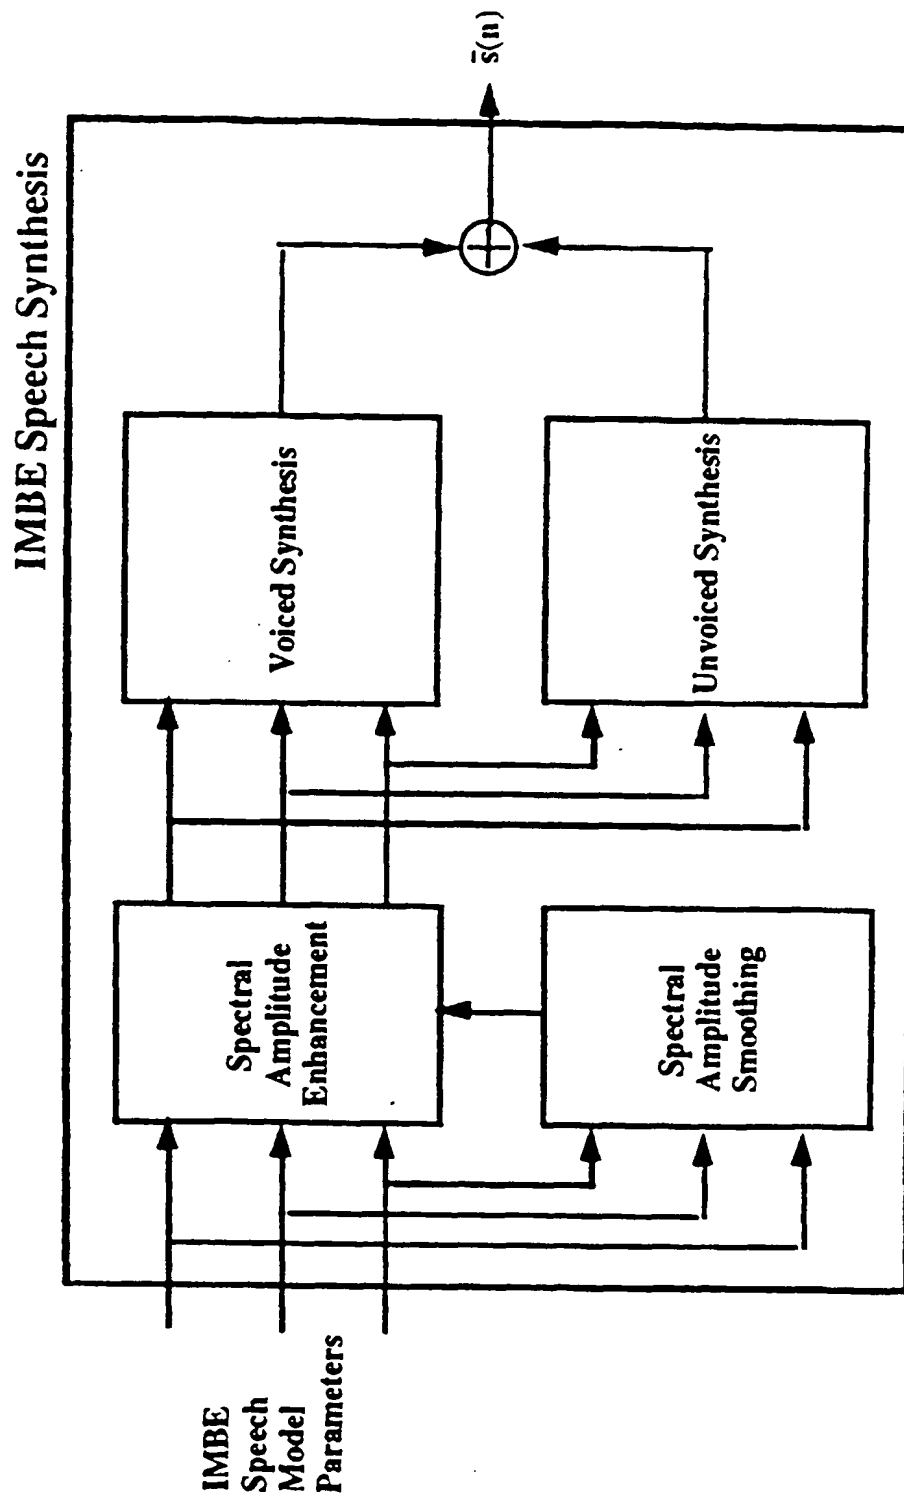 IMBE Speech Synthesis
IMBE
Speech
Model
Parameters
Spectral
Amplitude
Enhancement
Spectral
Amplitude
Smoothing
Voiced Synthesis
Unvoiced Synthesis
s̄(n)